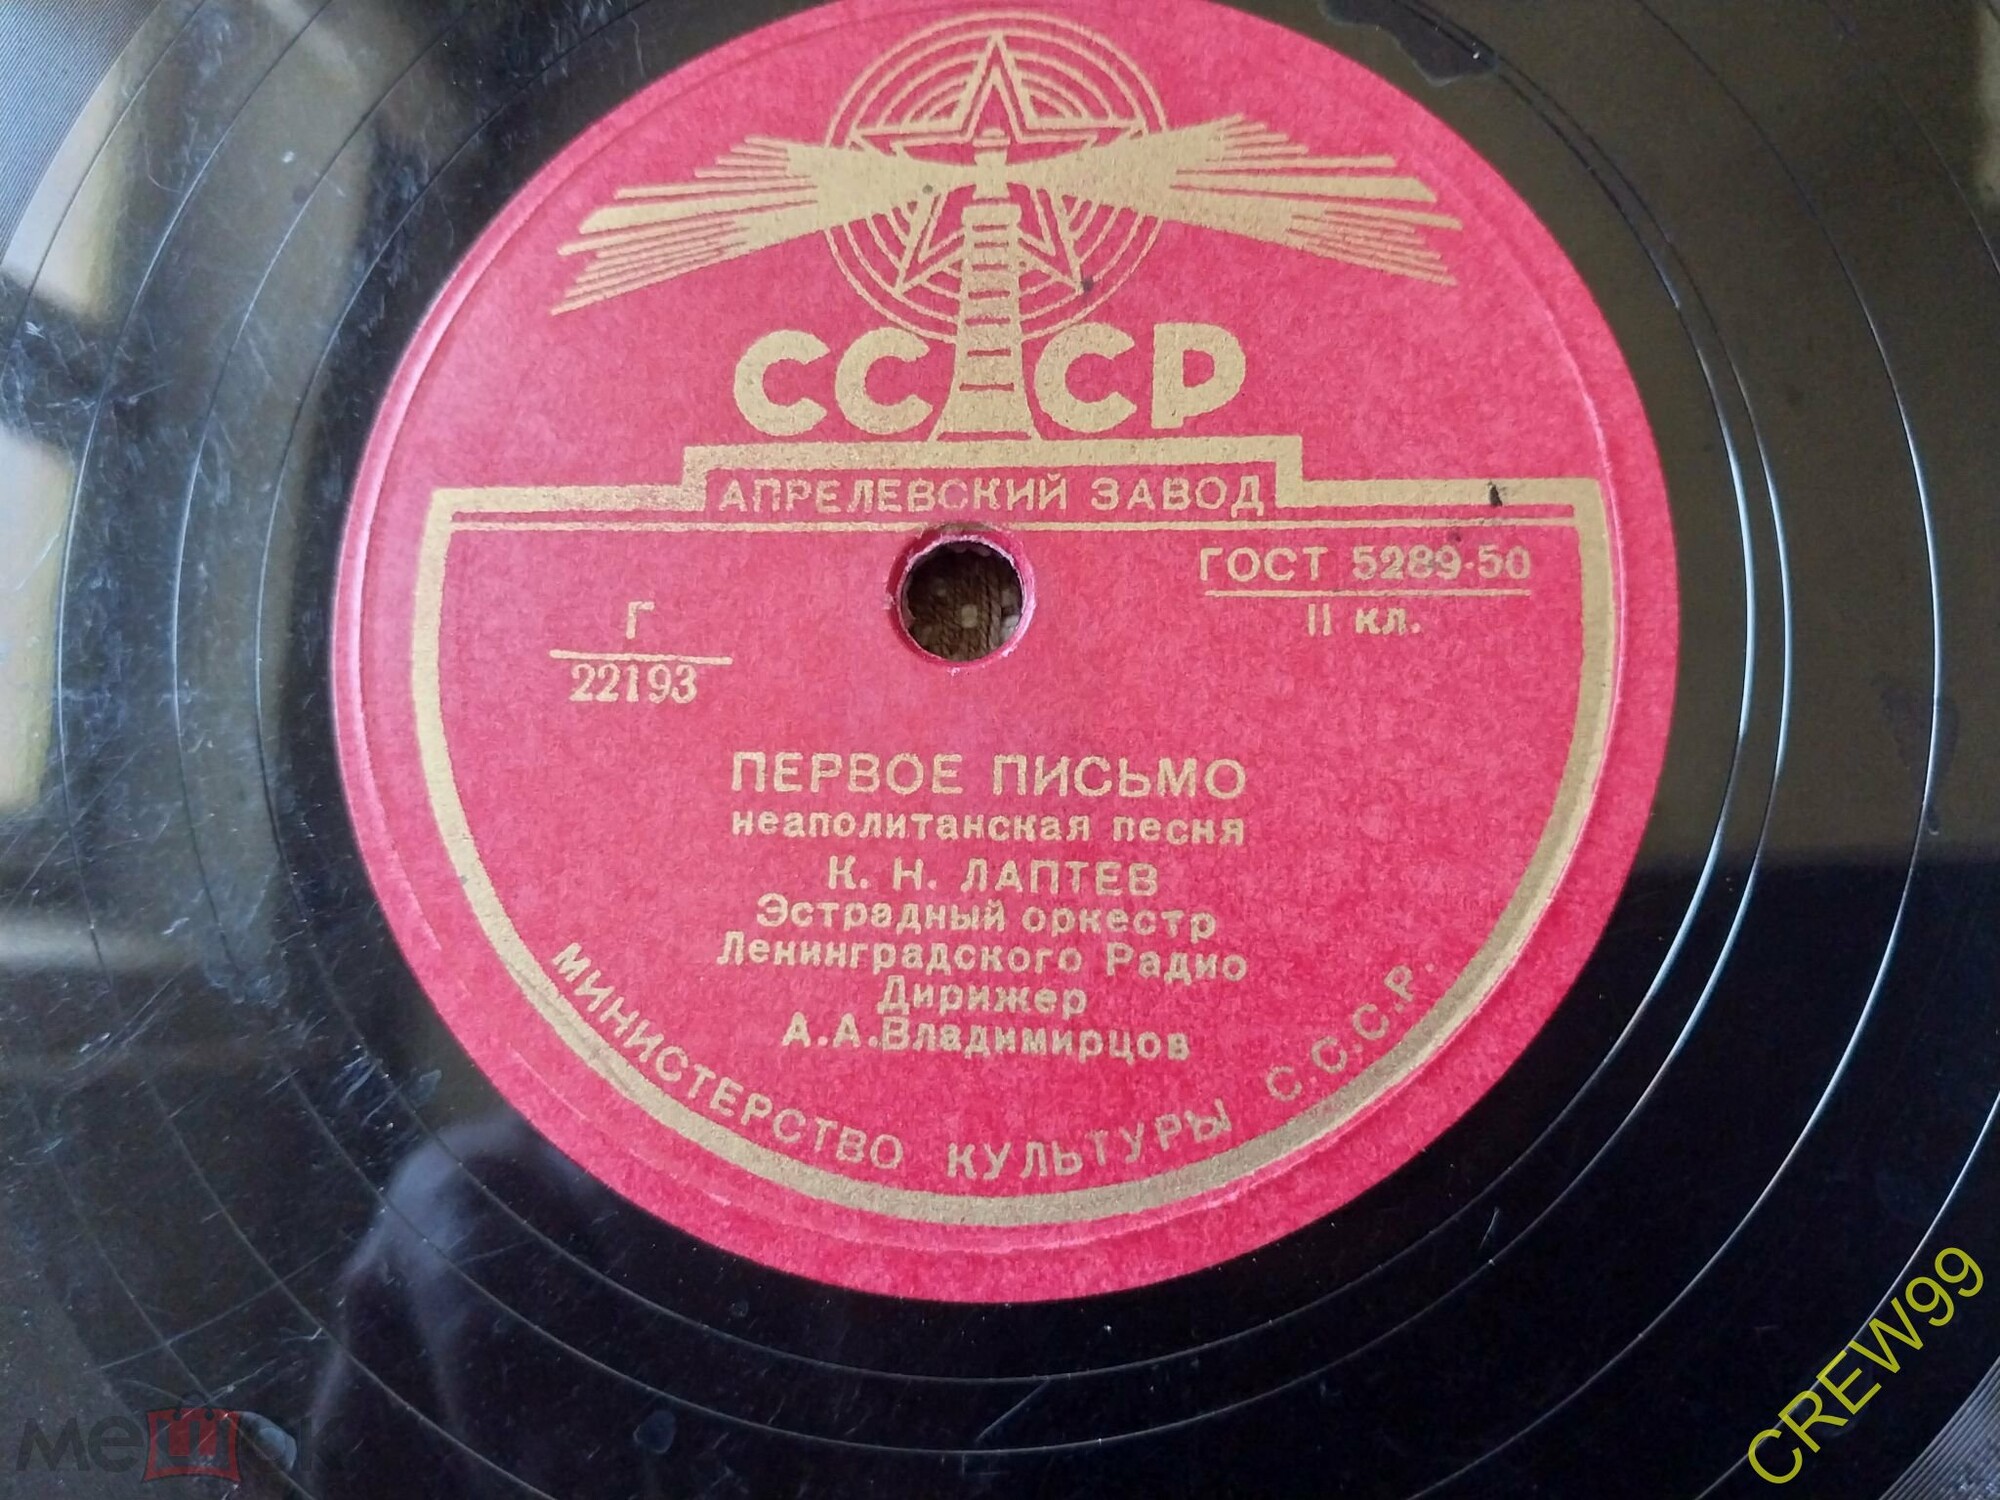 СССР
АПРЕЛЕВСКИЙ ЗАВОД
ГОСТ 5289-50
II кл.
Г
22193
ПЕРВОЕ ПИСЬМО
неаполитанская песня
К. Н. ЛАПТЕВ
Эстрадный оркестр
Ленинградского Радио
Дирижер
А.А.Владимирцов
МИНИСТЕРСТВО КУЛЬТУРЫ С.С.С.Р.
мешок
CREW99